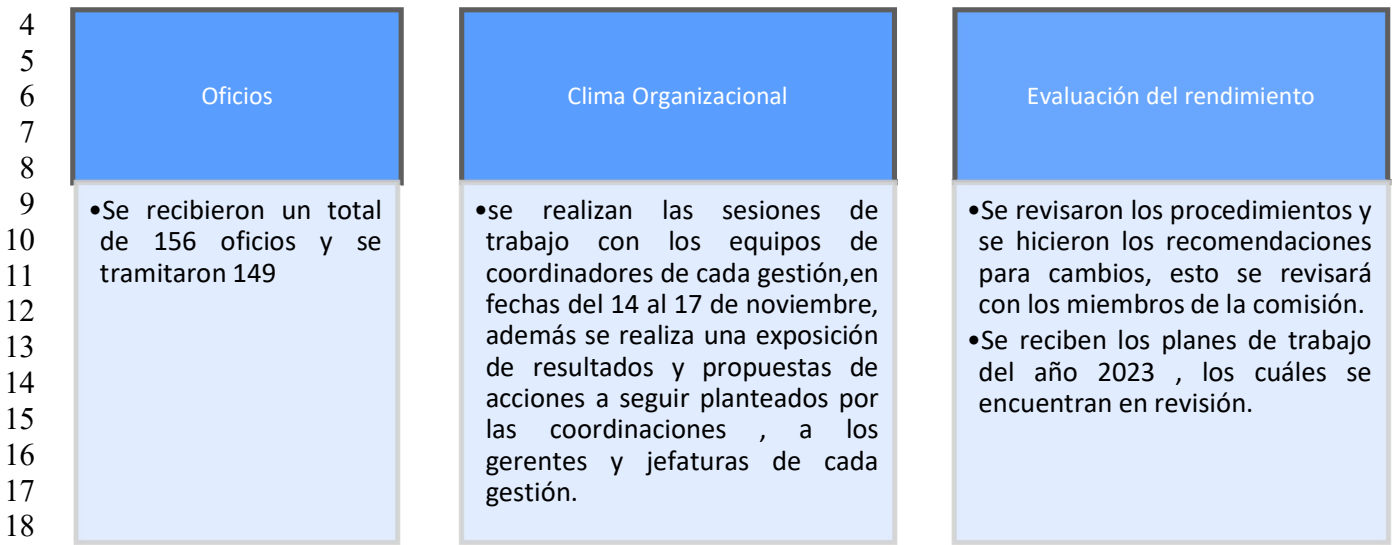 4
5
6
7
8
9
10
11
12
13
14
15
16
17
18
Oficios
•Se recibieron un total
de 156 oficios y se
tramitaron 149
Clima Organizacional
•se realizan las sesiones de
trabajo con los equipos de
coordinadores de cada gestión,en
fechas del 14 al 17 de noviembre,
además se realiza una exposición
de resultados y propuestas de
acciones a seguir planteados por
las coordinaciones , a los
gerentes y jefaturas de cada
gestión.
Evaluación del rendimiento
•Se revisaron los procedimientos y
se hicieron los recomendaciones
para cambios, esto se revisará
con los miembros de la comisión.
•Se reciben los planes de trabajo
del año 2023 , los cuáles se
encuentran en revisión.